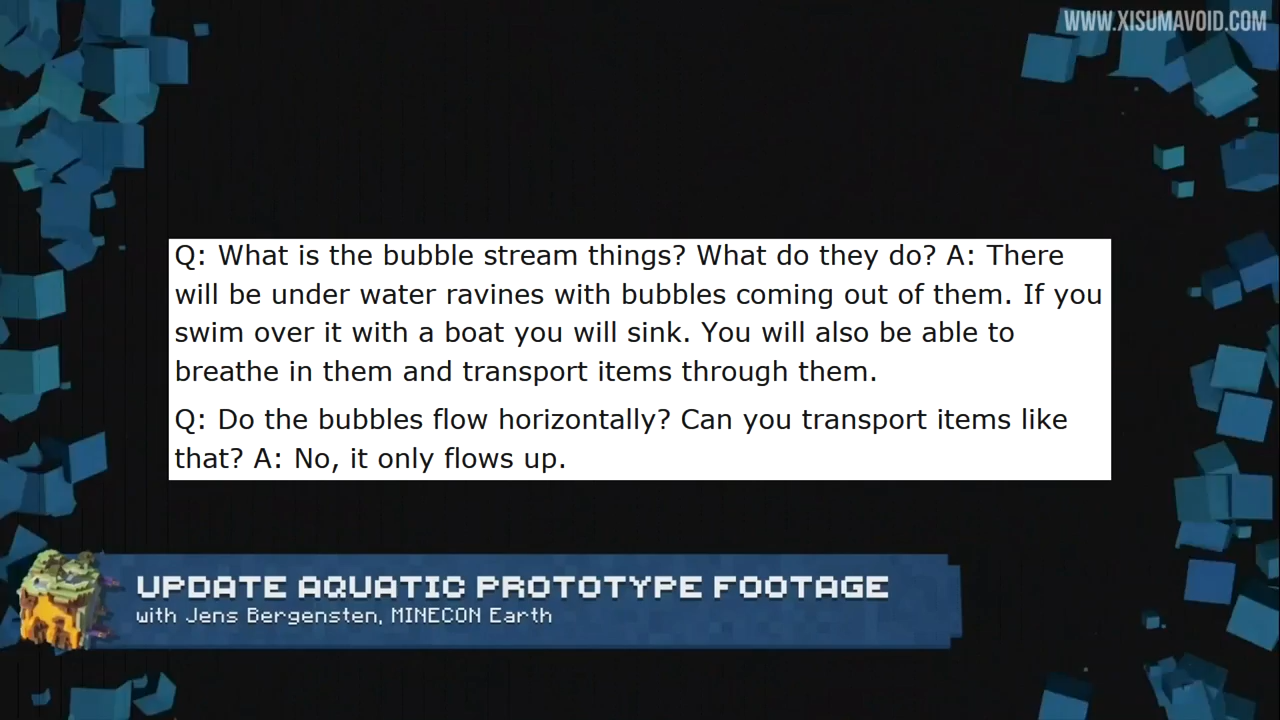 WWW.XISUMAVOID.COM
Q: What is the bubble stream things? What do they do? A: There
will be under water ravines with bubbles coming out of them. If you
swim over it with a boat you will sink. You will also be able to
breathe in them and transport items through them.
Q: Do the bubbles flow horizontally? Can you transport items like
that? A: No, it only flows up.
UPDATE AQUATIC PROTOTYPE FOOTAGE
with Jens Bergensten, MINECON Earth